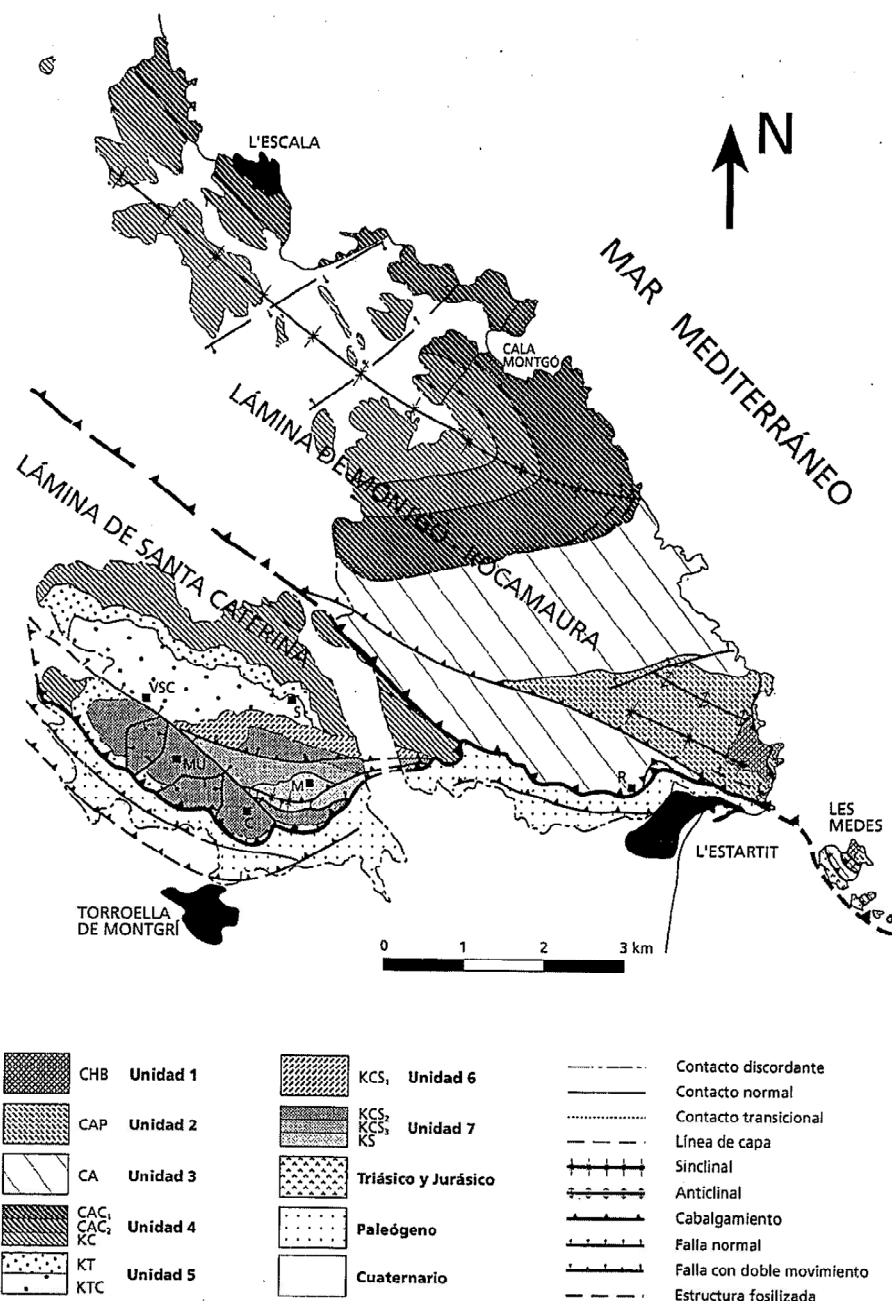 N
L'ESCALA
MAR MEDITERRÁNEO
CALA
MONTGÓ
LÁMINA DE MONTGÓ - ROCAMAURA
LÁMINA DE SANTA CATERINA
VSC
S
MU
M
C
R
LES
MEDES
L'ESTARTIT
TORROELLA
DE MONTGRÍ
0 1 2 3 km
CHB Unidad 1
CAP Unidad 2
CA Unidad 3
CAC₁
CAC₂ Unidad 4
KC
KT
Unidad 5
KTC
KCS₁ Unidad 6
KCS₂
KCS₃ Unidad 7
KS
Triásico y Jurásico
Paleógeno
Cuaternario
Contacto discordante
Contacto normal
Contacto transicional
Línea de capa
Sinclinal
Anticlinal
Cabalgamiento
Falla normal
Falla con doble movimiento
Estructura fosilizada